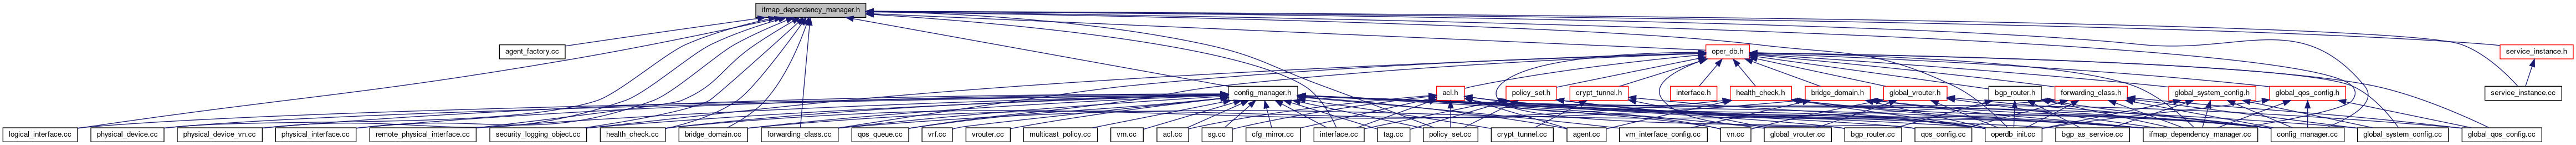 ifmap_dependency_manager.h
agent_factory.cc
oper_db.h
service_instance.h
config_manager.h
acl.h
policy_set.h
crypt_tunnel.h
interface.h
health_check.h
bridge_domain.h
global_vrouter.h
bgp_router.h
forwarding_class.h
global_system_config.h
global_qos_config.h
service_instance.cc
logical_interface.cc
physical_device.cc
physical_device_vn.cc
physical_interface.cc
remote_physical_interface.cc
security_logging_object.cc
health_check.cc
bridge_domain.cc
forwarding_class.cc
qos_queue.cc
vrf.cc
vrouter.cc
multicast_policy.cc
vm.cc
acl.cc
sg.cc
cfg_mirror.cc
interface.cc
tag.cc
policy_set.cc
crypt_tunnel.cc
agent.cc
vm_interface_config.cc
vn.cc
global_vrouter.cc
bgp_router.cc
qos_config.cc
operdb_init.cc
bgp_as_service.cc
ifmap_dependency_manager.cc
config_manager.cc
global_system_config.cc
global_qos_config.cc